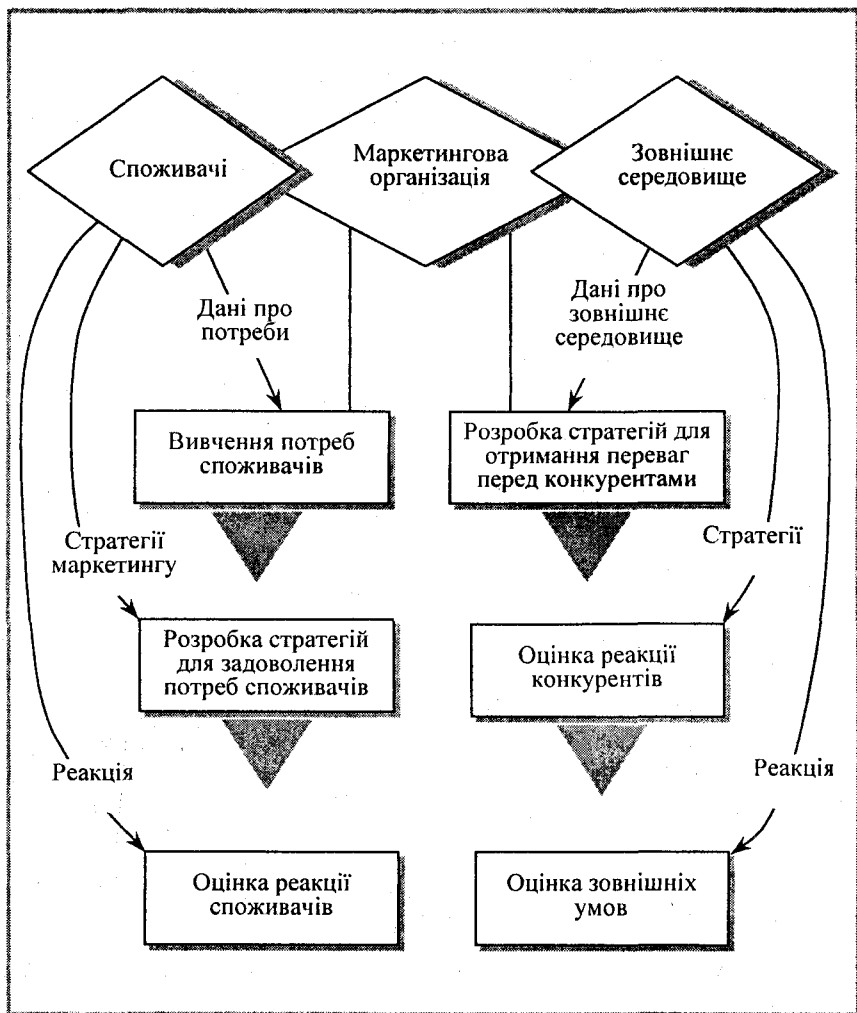 Споживачі
Маркетингова
організація
Зовнішнє
середовище
Дані про
потреби
Дані про
зовнішнє
середовище
Вивчення потреб
споживачів
Розробка стратегій для
отримання переваг
перед конкурентами
Стратегії
маркетингу
Стратегії
Розробка стратегій
для задоволення
потреб споживачів
Оцінка реакції
конкурентів
Реакція
Реакція
Оцінка реакції
споживачів
Оцінка зовнішніх
умов